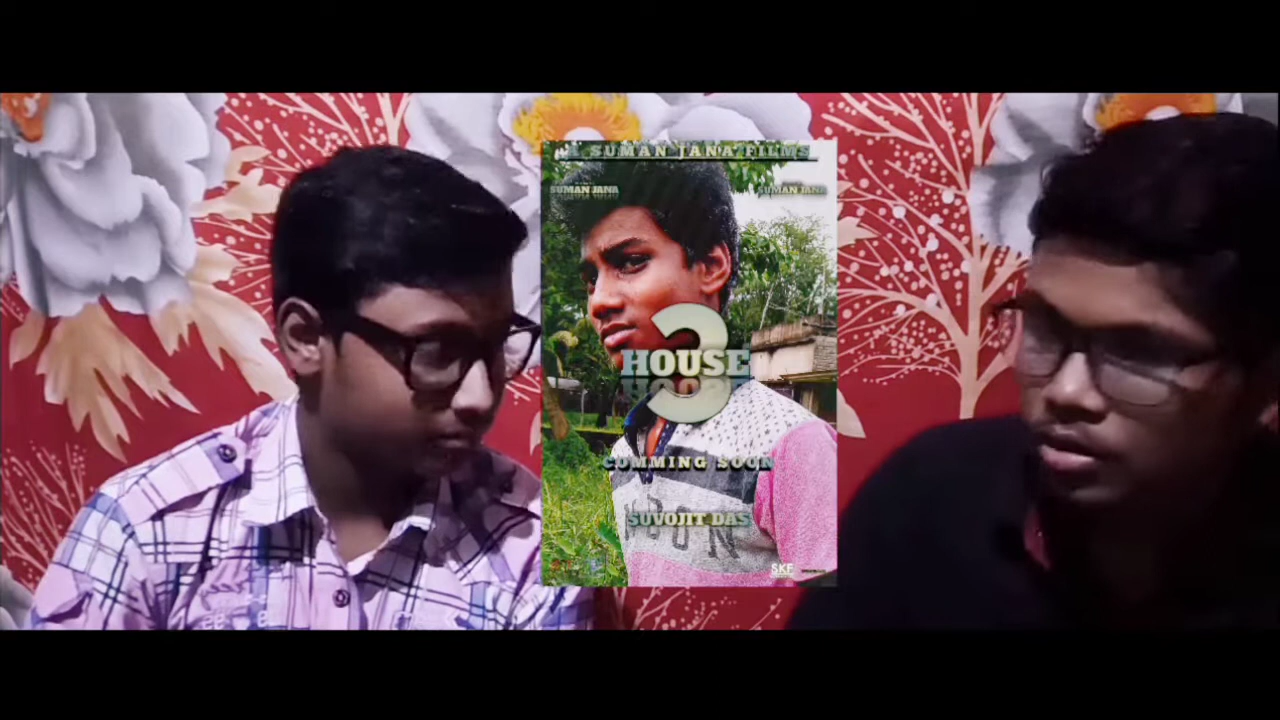 SUMAN JANA FILMS
SUMAN JANA SUMAN JANA
3
HOUSE
COMMING SOON
SUVOJIT DAS
SKF